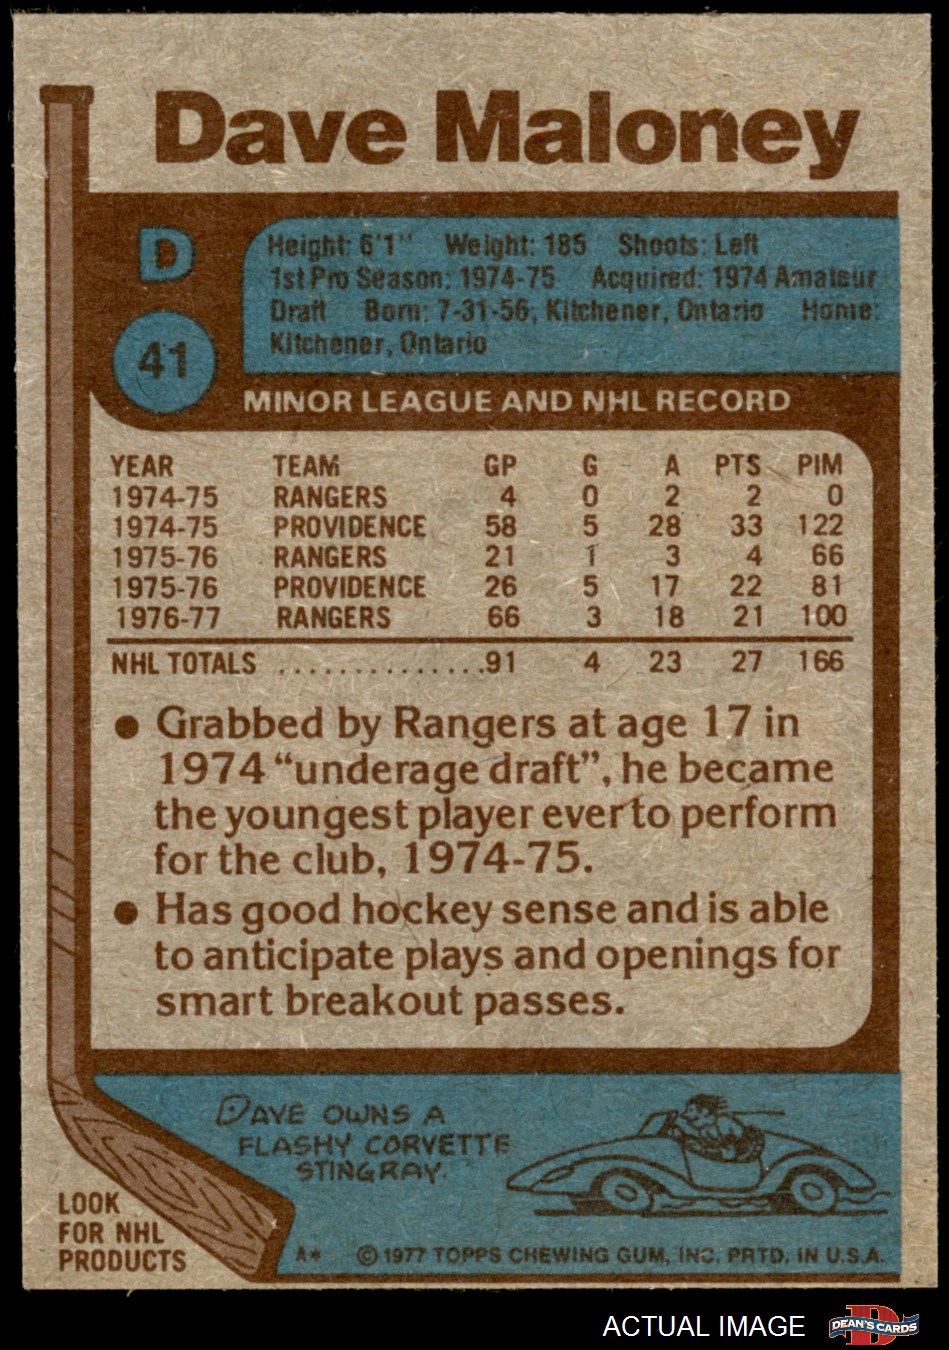 Dave Maloney
D
41
Height: 6'1" Weight: 185 Shoots: Left
1st Pro Season: 1974-75 Acquired: 1974 Amateur
Draft Born: 7-31-56, Kitchener, Ontario Home:
Kitchener, Ontario
MINOR LEAGUE AND NHL RECORD
YEAR TEAM GP G A PTS PIM
1974-75 RANGERS 4 0 2 2 0
1974-75 PROVIDENCE 58 5 28 33 122
1975-76 RANGERS 21 1 3 4 66
1975-76 PROVIDENCE 26 5 17 22 81
1976-77 RANGERS 66 3 18 21 100
NHL TOTALS ..............91 4 23 27 166
● Grabbed by Rangers at age 17 in
1974 “underage draft”, he became
the youngest player ever to perform
for the club, 1974-75.
● Has good hockey sense and is able
to anticipate plays and openings for
smart breakout passes.
DAVE OWNS A
FLASHY CORVETTE
STINGRAY.
LOOK
FOR NHL
PRODUCTS
A* © 1977 TOPPS CHEWING GUM, INC. PRTD. IN U.S.A.
ACTUAL IMAGE
D
DEAN'S CARDS